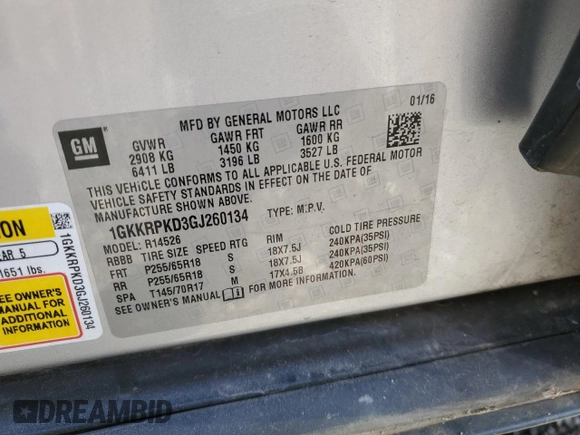 MFD BY GENERAL MOTORS LLC
01/16
GM
GVWR GAWR FRT GAWR RR
2908 KG 1450 KG 1600 KG
6411 LB 3196 LB 3527 LB
THIS VEHICLE CONFORMS TO ALL APPLICABLE U.S. FEDERAL MOTOR
VEHICLE SAFETY STANDARDS IN EFFECT ON THE DATE OF
MANUFACTURE SHOWN ABOVE.
1GKKRPKD3GJ260134 TYPE: M.P.V.
MODEL: R14526
RBBB TIRE SIZE SPEED RTG RIM COLD TIRE PRESSURE
FRT P255/65R18 S 18X7.5J 240KPA(35PSI)
RR P255/65R18 S 18X7.5J 240KPA(35PSI)
SPA T145/70R17 M 17X4.5B 420KPA(60PSI)
SEE OWNER'S MANUAL FOR MORE INFORMATION.
ION
AR 5
1651 lbs.
SEE OWNER'S
MANUAL FOR
ADDITIONAL
INFORMATION
1GKKRPKD3GJ260134
DREAMBID